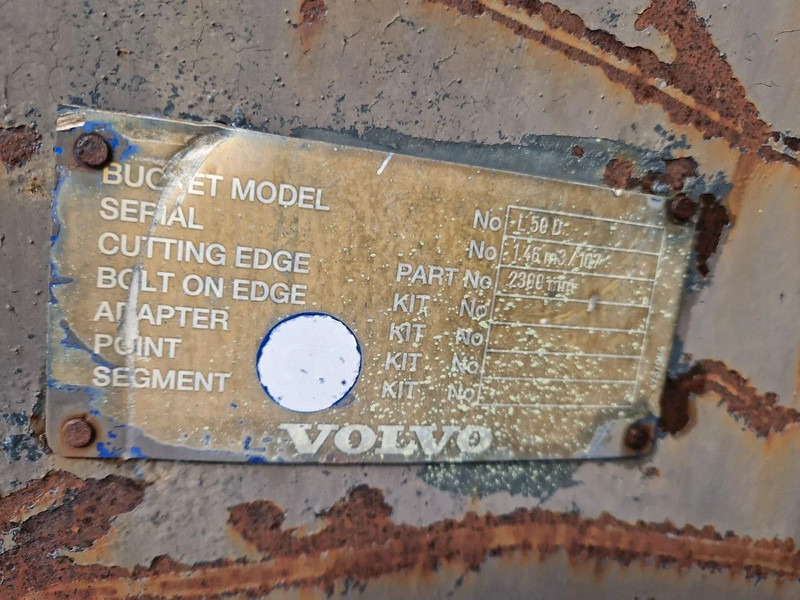 BUCKET MODEL No L 50 D
SERIAL No 1.46 m3/107
CUTTING EDGE PART No 2300 mm
BOLT ON EDGE KIT No
ADAPTER KIT No
POINT KIT No
SEGMENT KIT No
VOLVO